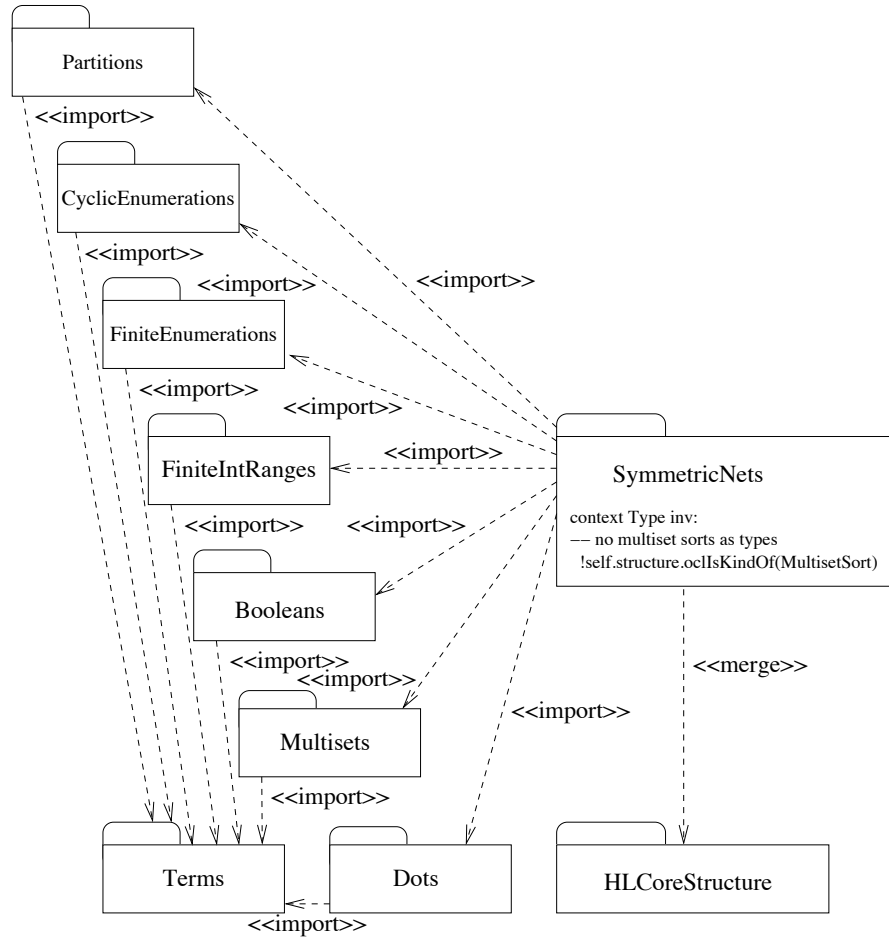 Partitions
<<import>>
CyclicEnumerations
<<import>>
<<import>>
<<import>>
FiniteEnumerations
<<import>>
<<import>>
<<import>>
FiniteIntRanges
SymmetricNets
context Type inv:
−− no multiset sorts as types
!self.structure.oclIsKindOf(MultisetSort)
<<import>>
<<import>>
Booleans
<<import>>
<<import>>
<<merge>>
<<import>>
Multisets
<<import>>
Terms
Dots
HLCoreStructure
<<import>>